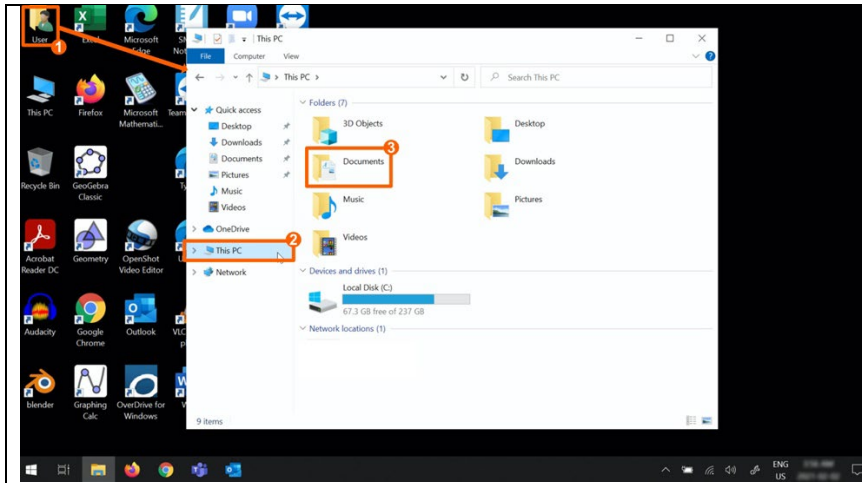 User
1
Excel
Microsoft
Edge
This PC
File
Computer
View
This PC
Search This PC
This PC
Firefox
Microsoft
Mathemati...
Team
Recycle Bin
GeoGebra
Classic
Acrobat
Reader DC
Geometry
OpenShot
Video Editor
Audacity
Google
Chrome
Outlook
VLC
blender
Graphing
Calc
OverDrive for
Windows
Quick access
Desktop
Downloads
Documents
Pictures
Music
Videos
OneDrive
This PC
2
Network
Folders (7)
3D Objects
Desktop
3
Documents
Downloads
Music
Pictures
Videos
Devices and drives (1)
Local Disk (C:)
67.3 GB free of 237 GB
Network locations (1)
9 items
ENG
US